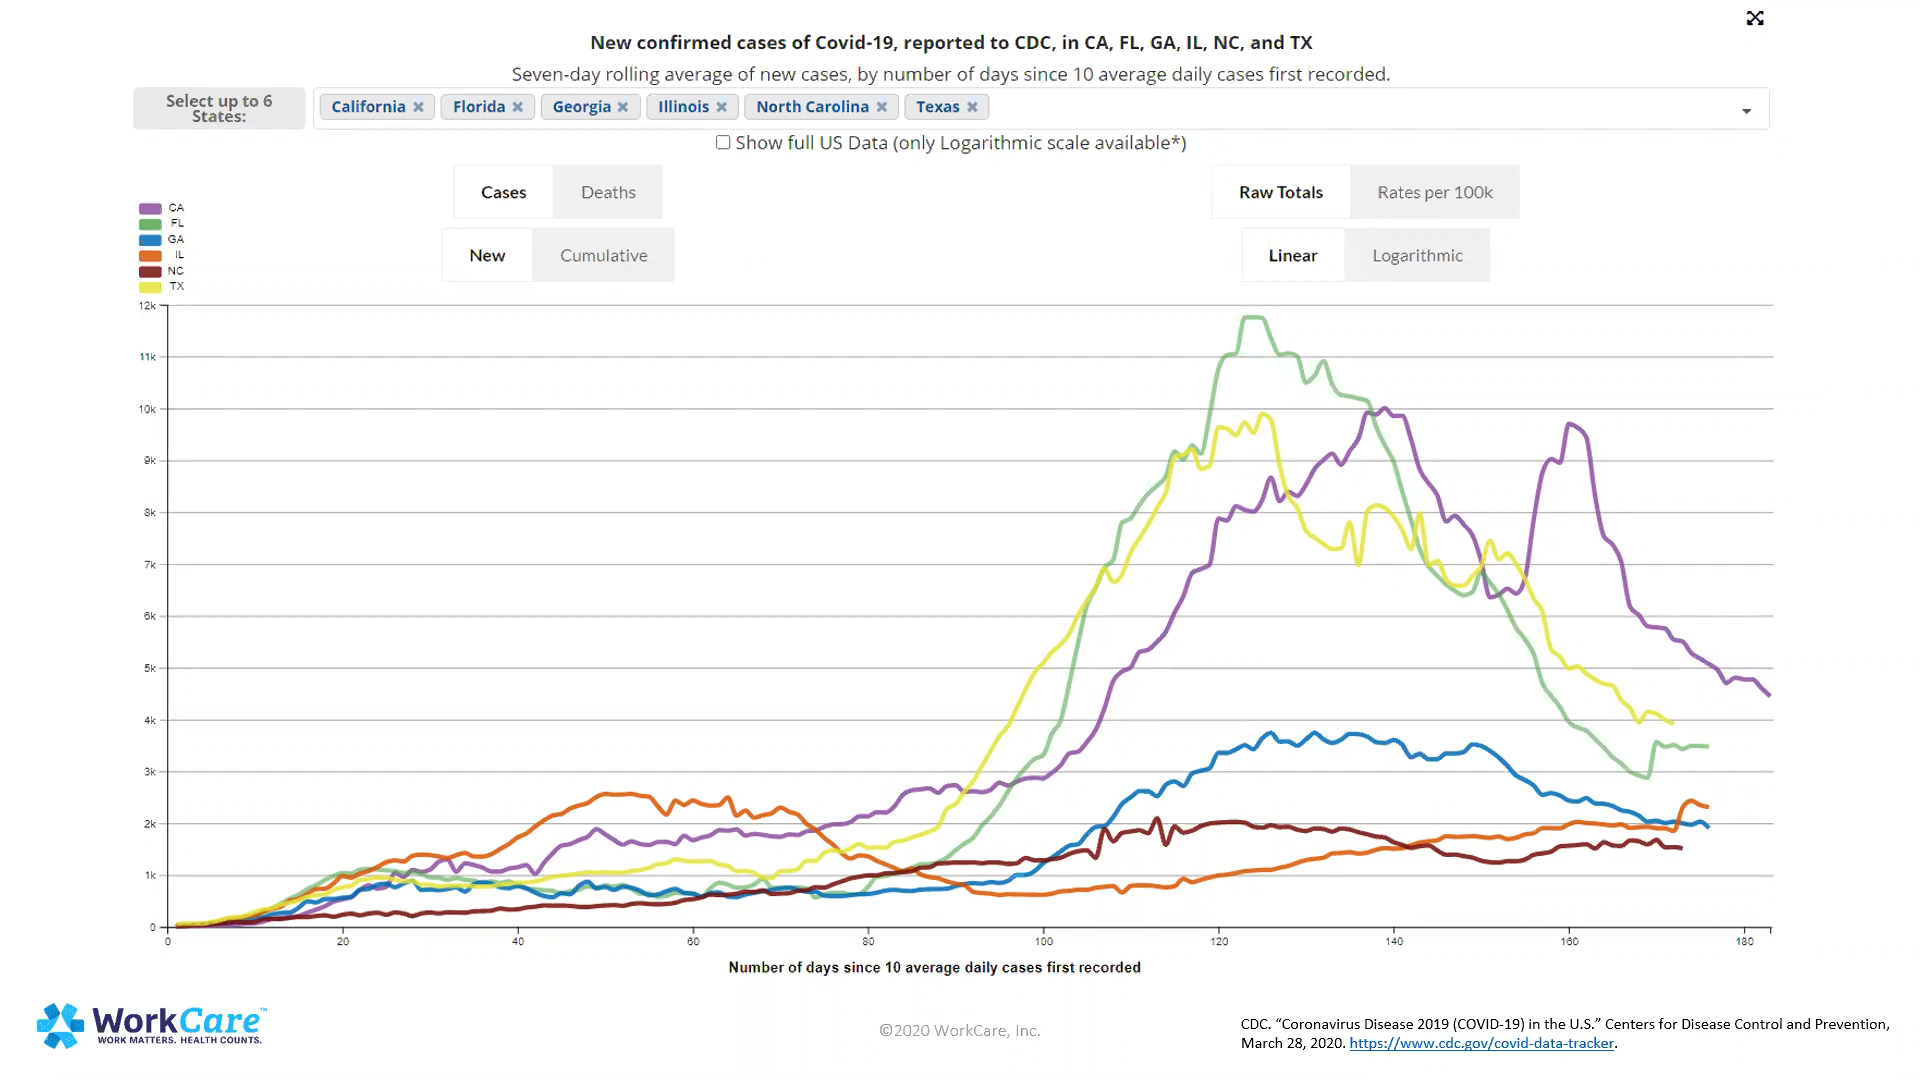 New confirmed cases of Covid-19, reported to CDC, in CA, FL, GA, IL, NC, and TX
Seven-day rolling average of new cases, by number of days since 10 average daily cases first recorded.
Select up to 6
States:
California × Florida × Georgia × Illinois × North Carolina × Texas ×
Show full US Data (only Logarithmic scale available*)
Cases Deaths
Raw Totals Rates per 100k
New Cumulative
Linear Logarithmic
CA
FL
GA
IL
NC
TX
12k
11k
10k
9k
8k
7k
6k
5k
4k
3k
2k
1k
0
0 20 40 60 80 100 120 140 160 180
Number of days since 10 average daily cases first recorded
WorkCare™
WORK MATTERS. HEALTH COUNTS.
©2020 WorkCare, Inc.
CDC. “Coronavirus Disease 2019 (COVID-19) in the U.S.” Centers for Disease Control and Prevention,
March 28, 2020. https://www.cdc.gov/covid-data-tracker.